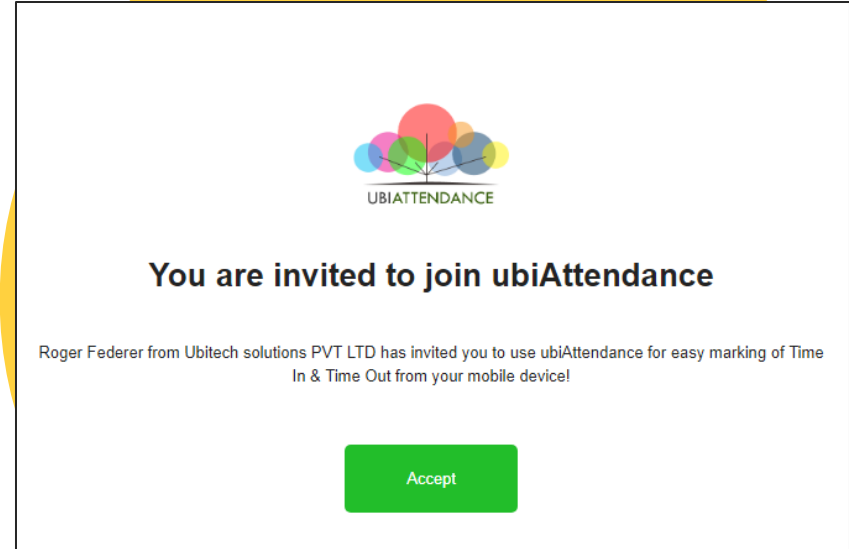 UBIATTENDANCE
You are invited to join ubiAttendance
Roger Federer from Ubitech solutions PVT LTD has invited you to use ubiAttendance for easy marking of Time
In & Time Out from your mobile device!
Accept